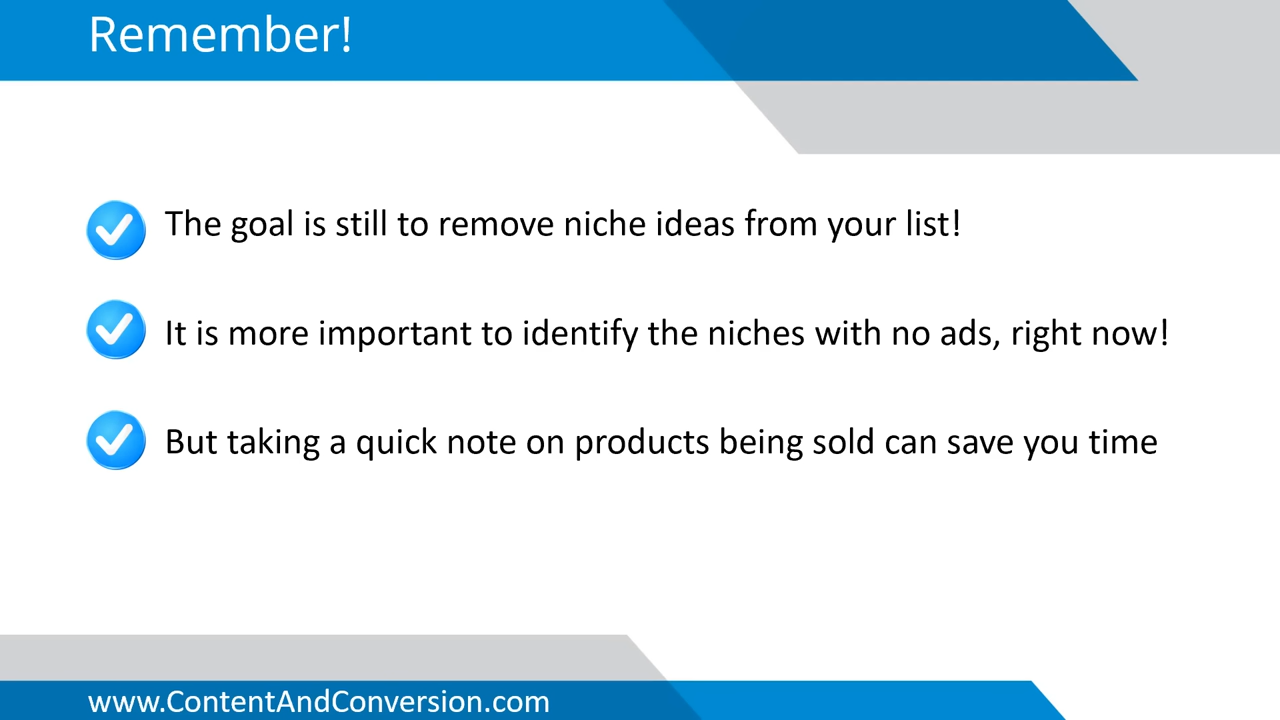 Remember!
The goal is still to remove niche ideas from your list!
It is more important to identify the niches with no ads, right now!
But taking a quick note on products being sold can save you time
www.ContentAndConversion.com